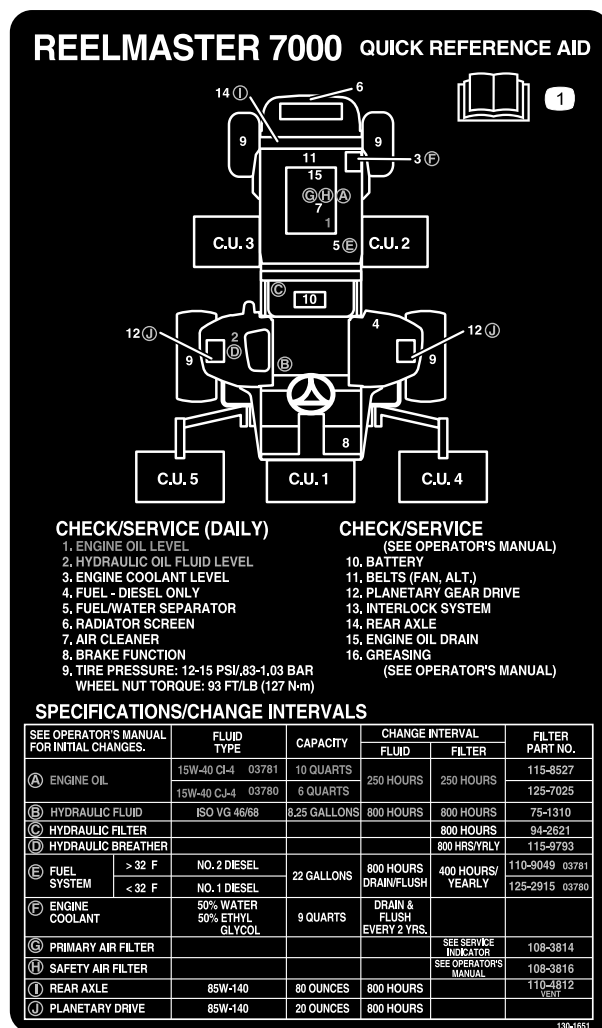 REELMASTER 7000 QUICK REFERENCE AID
1
6
14 I
9
9
11
3 F
15
G H A
7
1
C.U. 3
5 E
C.U. 2
C
10
12 J
2
D
4
12 J
9
B
9
8
C.U. 5
C.U. 1
C.U. 4
CHECK/SERVICE (DAILY)
1. ENGINE OIL LEVEL
2. HYDRAULIC OIL FLUID LEVEL
3. ENGINE COOLANT LEVEL
4. FUEL - DIESEL ONLY
5. FUEL/WATER SEPARATOR
6. RADIATOR SCREEN
7. AIR CLEANER
8. BRAKE FUNCTION
9. TIRE PRESSURE: 12-15 PSI/.83-1.03 BAR
WHEEL NUT TORQUE: 93 FT/LB (127 N·m)
CHECK/SERVICE
(SEE OPERATOR'S MANUAL)
10. BATTERY
11. BELTS (FAN, ALT.)
12. PLANETARY GEAR DRIVE
13. INTERLOCK SYSTEM
14. REAR AXLE
15. ENGINE OIL DRAIN
16. GREASING
(SEE OPERATOR'S MANUAL)
SPECIFICATIONS/CHANGE INTERVALS
SEE OPERATOR'S MANUAL FOR INITIAL CHANGES. FLUID TYPE CAPACITY CHANGE INTERVAL FLUID FILTER FILTER PART NO.
A ENGINE OIL 15W-40 CI-4 03781 10 QUARTS 250 HOURS 250 HOURS 115-8527
15W-40 CJ-4 03780 6 QUARTS 125-7025
B HYDRAULIC FLUID ISO VG 46/68 8.25 GALLONS 800 HOURS 800 HOURS 75-1310
C HYDRAULIC FILTER 800 HOURS 94-2621
D HYDRAULIC BREATHER 800 HRS/YRLY 115-9793
E FUEL SYSTEM > 32 F NO. 2 DIESEL 22 GALLONS 800 HOURS DRAIN/FLUSH 400 HOURS/ YEARLY 110-9049 03781
< 32 F NO. 1 DIESEL 125-2915 03780
F ENGINE COOLANT 50% WATER 50% ETHYL GLYCOL 9 QUARTS DRAIN & FLUSH EVERY 2 YRS.
G PRIMARY AIR FILTER SEE SERVICE INDICATOR 108-3814
H SAFETY AIR FILTER SEE OPERATOR'S MANUAL 108-3816
I REAR AXLE 85W-140 80 OUNCES 800 HOURS 110-4812 VENT
J PLANETARY DRIVE 85W-140 20 OUNCES 800 HOURS
130-1651